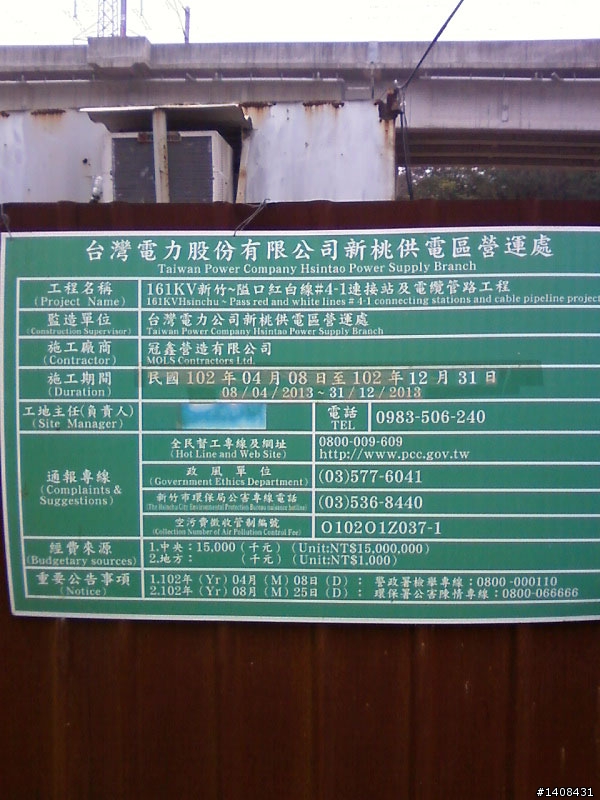 台灣電力股份有限公司新桃供電區營運處
Taiwan Power Company Hsintao Power Supply Branch
工程名稱 161KV新竹~隘口紅白線#4-1連接站及電纜管路工程
(Project Name) 161KVHsinchu~Pass red and white lines # 4-1 connecting stations and cable pipeline project
監造單位 台灣電力公司新桃供電區營運處
(Construction Supervisor) Taiwan Power Company Hsintao Power Supply Branch
施工廠商 冠鑫營造有限公司
(Contractor) MOLS Contractors Ltd.
施工期間 民國 102 年 04 月 08 日至 102 年 12 月 31 日
(Duration) 08 / 04 / 2013 ~ 31 / 12 / 2013
工地主任(負責人) 電話 0983-506-240
(Site Manager) TEL
通報專線
(Complaints & Suggestions)
全民督工專線及網址 0800-009-609
(Hot Line and Web Site) http://www.pcc.gov.tw
政風單位 (03)577-6041
(Government Ethics Department)
新竹市環保局公害專線電話 (03)536-8440
(The Hsinchu City Environmental Protection Bureau nuisance hotline)
空污費徵收管制編號 O102O1Z037-1
(Collection Number of Air Pollution Control Fee)
經費來源 1.中央：15,000（千元）(Unit:NT$15,000,000)
(Budgetary sources) 2.地方：（千元）(Unit:NT$1,000)
重要公告事項 1.102年（Yr）04月（M）08日（D）：警政署檢舉專線：0800-000110
(Notice) 2.102年（Yr）08月（M）25日（D）：環保署公害陳情專線：0800-066666
#1408431